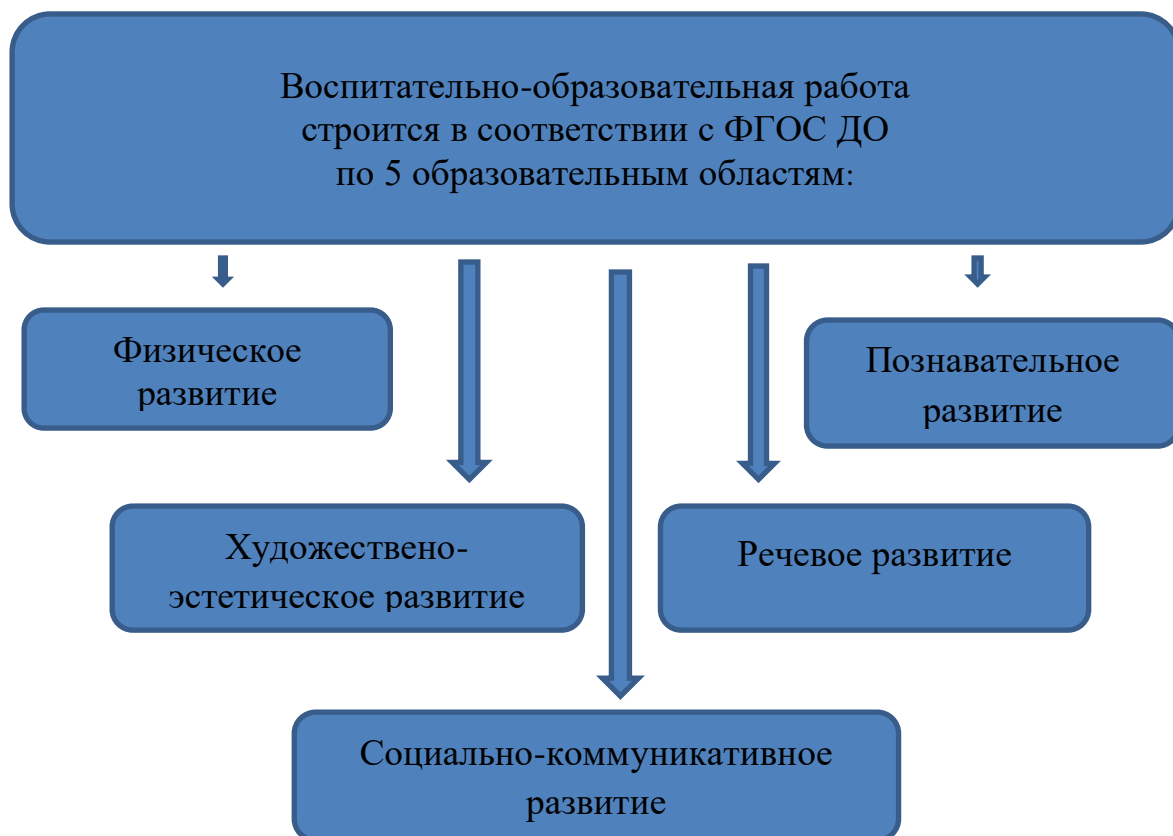 Воспитательно-образовательная работа
строится в соответствии с ФГОС ДО
по 5 образовательным областям:
Физическое
развитие
Познавательное
развитие
Художествено-
эстетическое развитие
Речевое развитие
Социально-коммуникативное
развитие